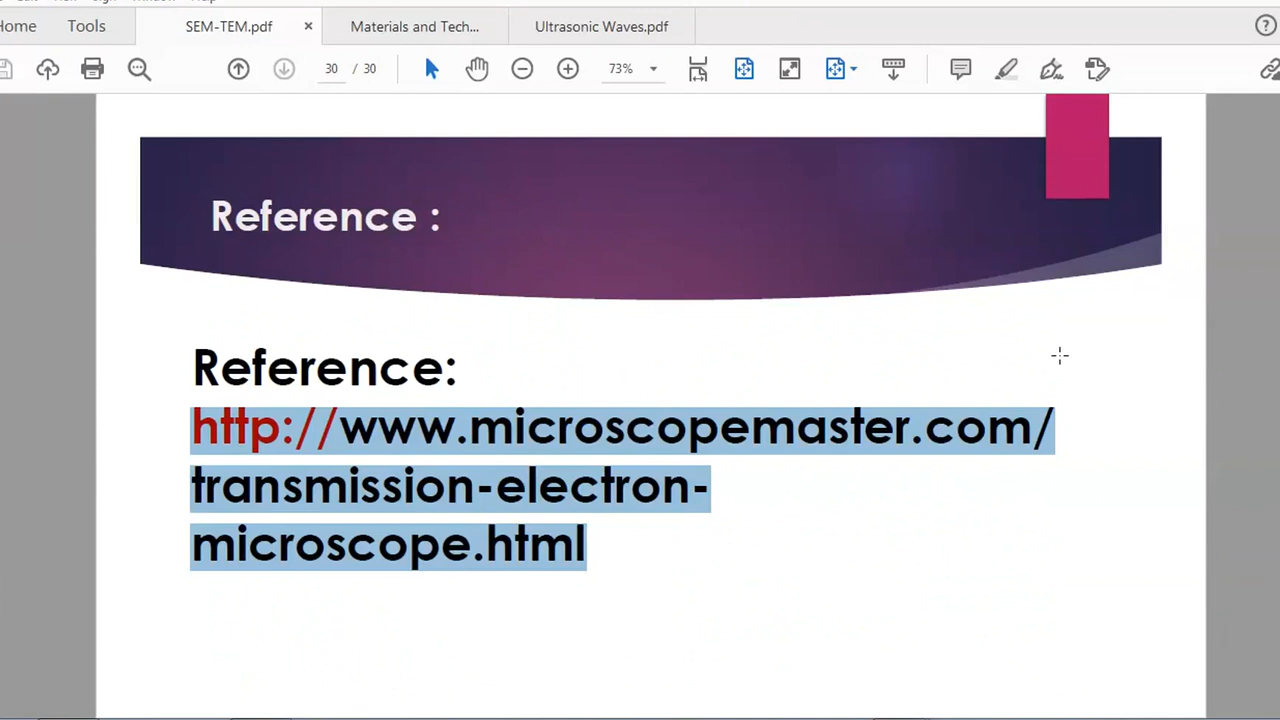 Home Tools SEM-TEM.pdf × Materials and Tech... Ultrasonic Waves.pdf
30 / 30 73%
Reference :
Reference:
http://www.microscopemaster.com/
transmission-electron-
microscope.html